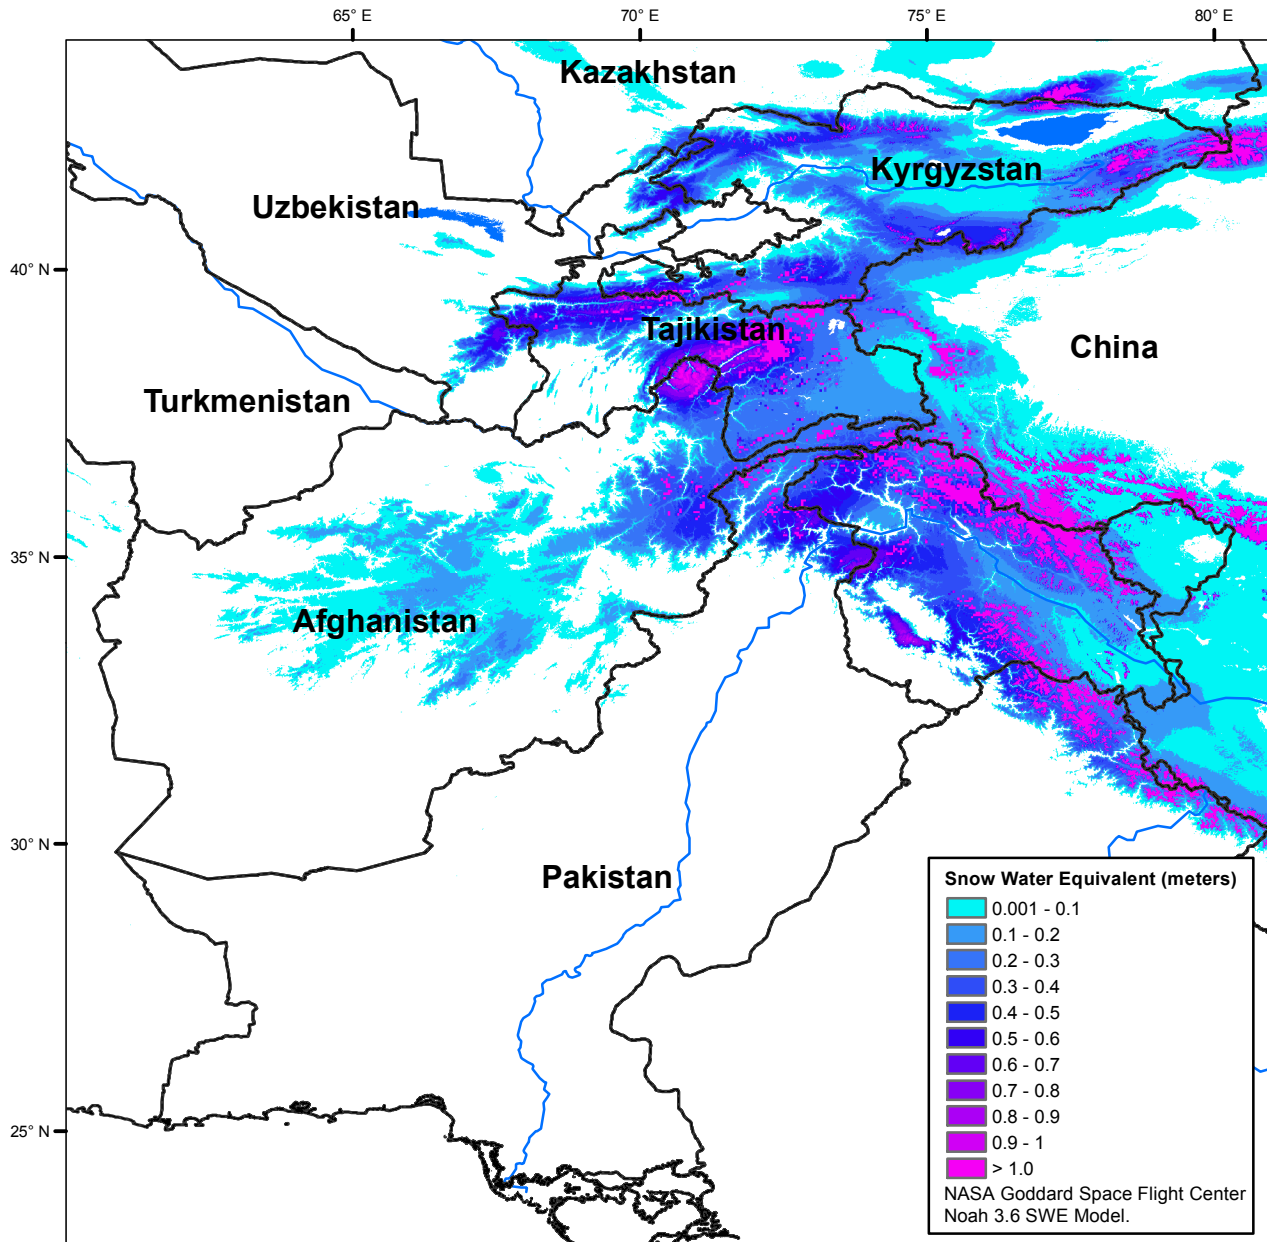 65° E
70° E
75° E
80° E
Kazakhstan
Kyrgyzstan
Uzbekistan
40° N
Tajikistan
China
Turkmenistan
35° N
Afghanistan
30° N
Pakistan
25° N
Snow Water Equivalent (meters)
0.001 - 0.1
0.1 - 0.2
0.2 - 0.3
0.3 - 0.4
0.4 - 0.5
0.5 - 0.6
0.6 - 0.7
0.7 - 0.8
0.8 - 0.9
0.9 - 1
> 1.0
NASA Goddard Space Flight Center
Noah 3.6 SWE Model.